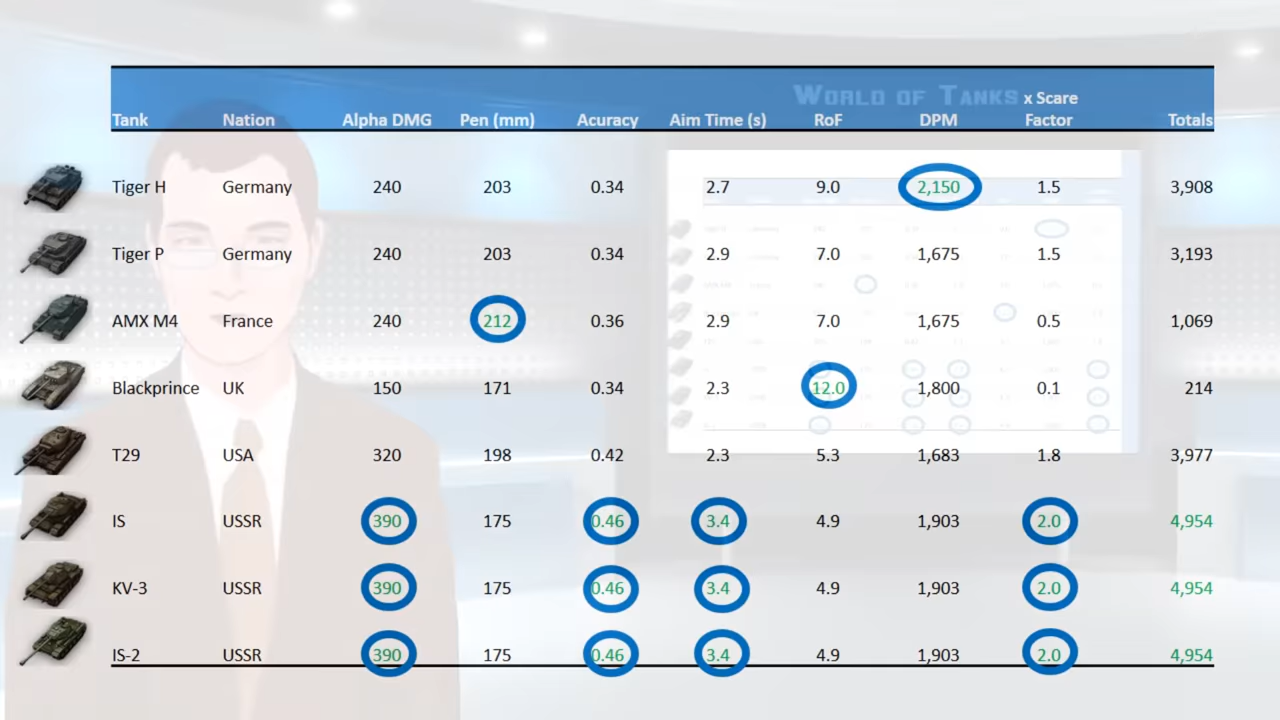 WORLD OF TANKS x Scare
Tank Nation Alpha DMG Pen (mm) Acuracy Aim Time (s) RoF DPM Factor Totals
Tiger H Germany 240 203 0.34 2.7 9.0 2,150 1.5 3,908
Tiger P Germany 240 203 0.34 2.9 7.0 1,675 1.5 3,193
AMX M4 France 240 212 0.36 2.9 7.0 1,675 0.5 1,069
Blackprince UK 150 171 0.34 2.3 12.0 1,800 0.1 214
T29 USA 320 198 0.42 2.3 5.3 1,683 1.8 3,977
IS USSR 390 175 0.46 3.4 4.9 1,903 2.0 4,954
KV-3 USSR 390 175 0.46 3.4 4.9 1,903 2.0 4,954
IS-2 USSR 390 175 0.46 3.4 4.9 1,903 2.0 4,954